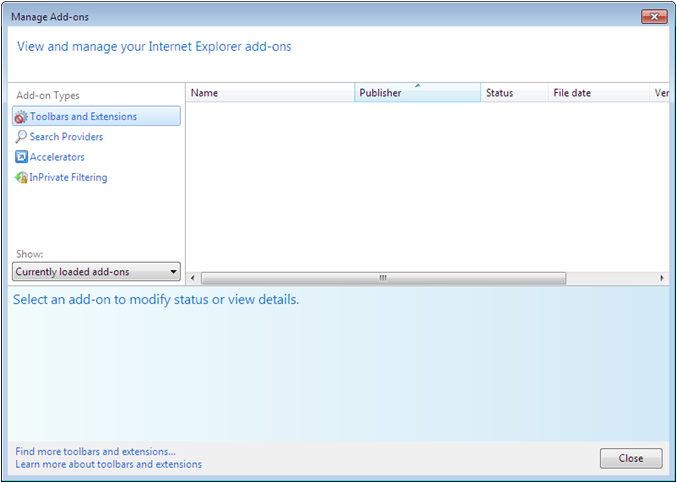 Manage Add-ons
View and manage your Internet Explorer add-ons
Add-on Types
Toolbars and Extensions
Search Providers
Accelerators
InPrivate Filtering
Show:
Currently loaded add-ons
Name Publisher Status File date Ver
Select an add-on to modify status or view details.
Find more toolbars and extensions...
Learn more about toolbars and extensions
Close